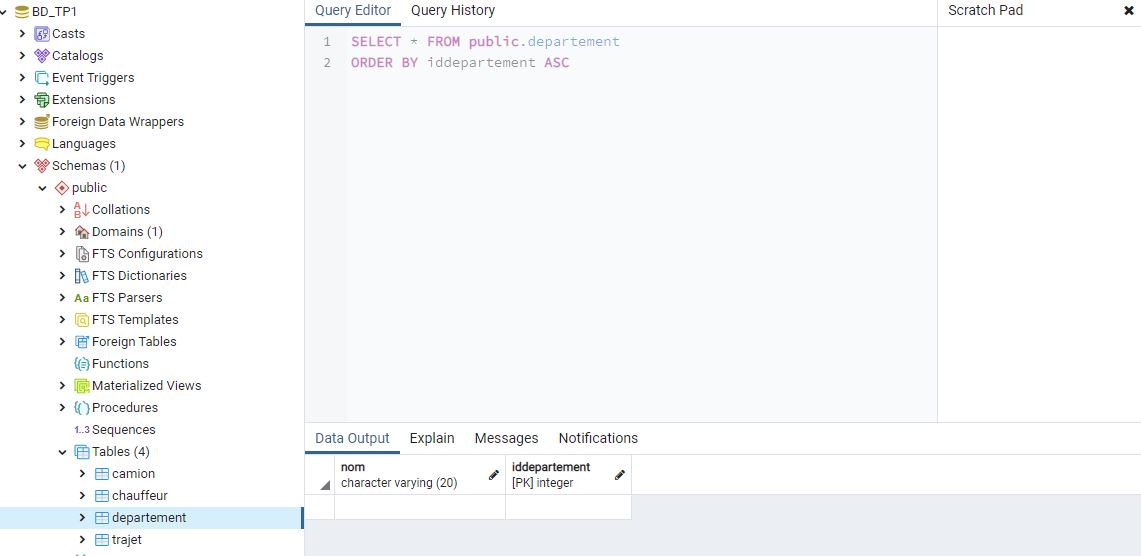 BD_TP1
Casts
Catalogs
Event Triggers
Extensions
Foreign Data Wrappers
Languages
Schemas (1)
public
Collations
Domains (1)
FTS Configurations
FTS Dictionaries
Aa FTS Parsers
FTS Templates
Foreign Tables
Functions
Materialized Views
Procedures
1..3 Sequences
Tables (4)
camion
chauffeur
departement
trajet
Query Editor Query History
1 SELECT * FROM public.departement
2 ORDER BY iddepartement ASC
Scratch Pad
Data Output Explain Messages Notifications
nom iddepartement
character varying (20) [PK] integer